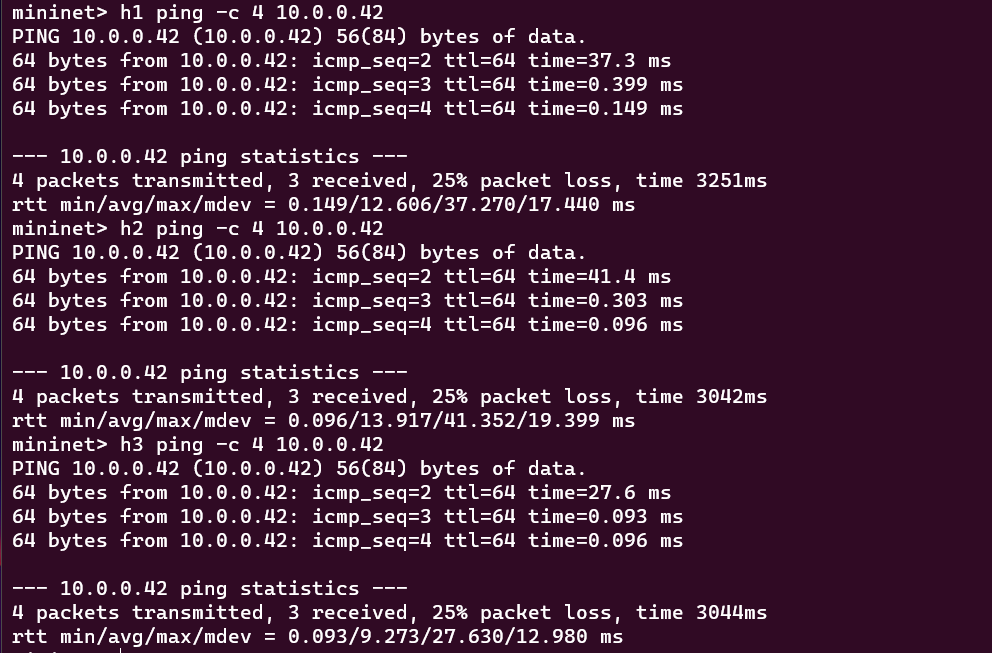 mininet> h1 ping -c 4 10.0.0.42
PING 10.0.0.42 (10.0.0.42) 56(84) bytes of data.
64 bytes from 10.0.0.42: icmp_seq=2 ttl=64 time=37.3 ms
64 bytes from 10.0.0.42: icmp_seq=3 ttl=64 time=0.399 ms
64 bytes from 10.0.0.42: icmp_seq=4 ttl=64 time=0.149 ms

--- 10.0.0.42 ping statistics ---
4 packets transmitted, 3 received, 25% packet loss, time 3251ms
rtt min/avg/max/mdev = 0.149/12.606/37.270/17.440 ms
mininet> h2 ping -c 4 10.0.0.42
PING 10.0.0.42 (10.0.0.42) 56(84) bytes of data.
64 bytes from 10.0.0.42: icmp_seq=2 ttl=64 time=41.4 ms
64 bytes from 10.0.0.42: icmp_seq=3 ttl=64 time=0.303 ms
64 bytes from 10.0.0.42: icmp_seq=4 ttl=64 time=0.096 ms

--- 10.0.0.42 ping statistics ---
4 packets transmitted, 3 received, 25% packet loss, time 3042ms
rtt min/avg/max/mdev = 0.096/13.917/41.352/19.399 ms
mininet> h3 ping -c 4 10.0.0.42
PING 10.0.0.42 (10.0.0.42) 56(84) bytes of data.
64 bytes from 10.0.0.42: icmp_seq=2 ttl=64 time=27.6 ms
64 bytes from 10.0.0.42: icmp_seq=3 ttl=64 time=0.093 ms
64 bytes from 10.0.0.42: icmp_seq=4 ttl=64 time=0.096 ms

--- 10.0.0.42 ping statistics ---
4 packets transmitted, 3 received, 25% packet loss, time 3044ms
rtt min/avg/max/mdev = 0.093/9.273/27.630/12.980 ms